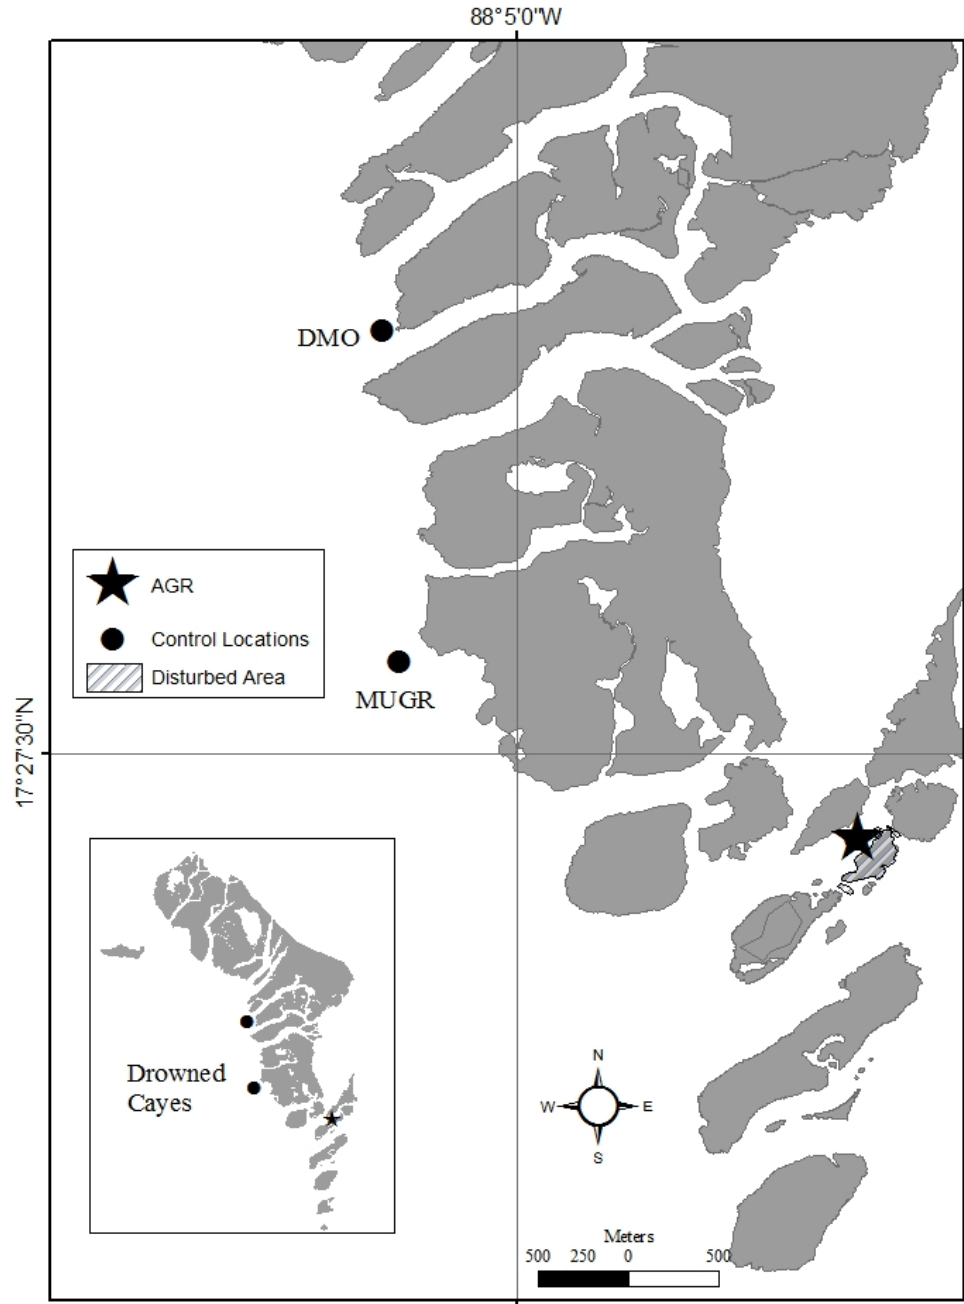 88°5'0"W
DMO
AGR
Control Locations
Disturbed Area
MUGR
17°27'30"N
Drowned
Cayes
N
W E
S
Meters
500 250 0 500